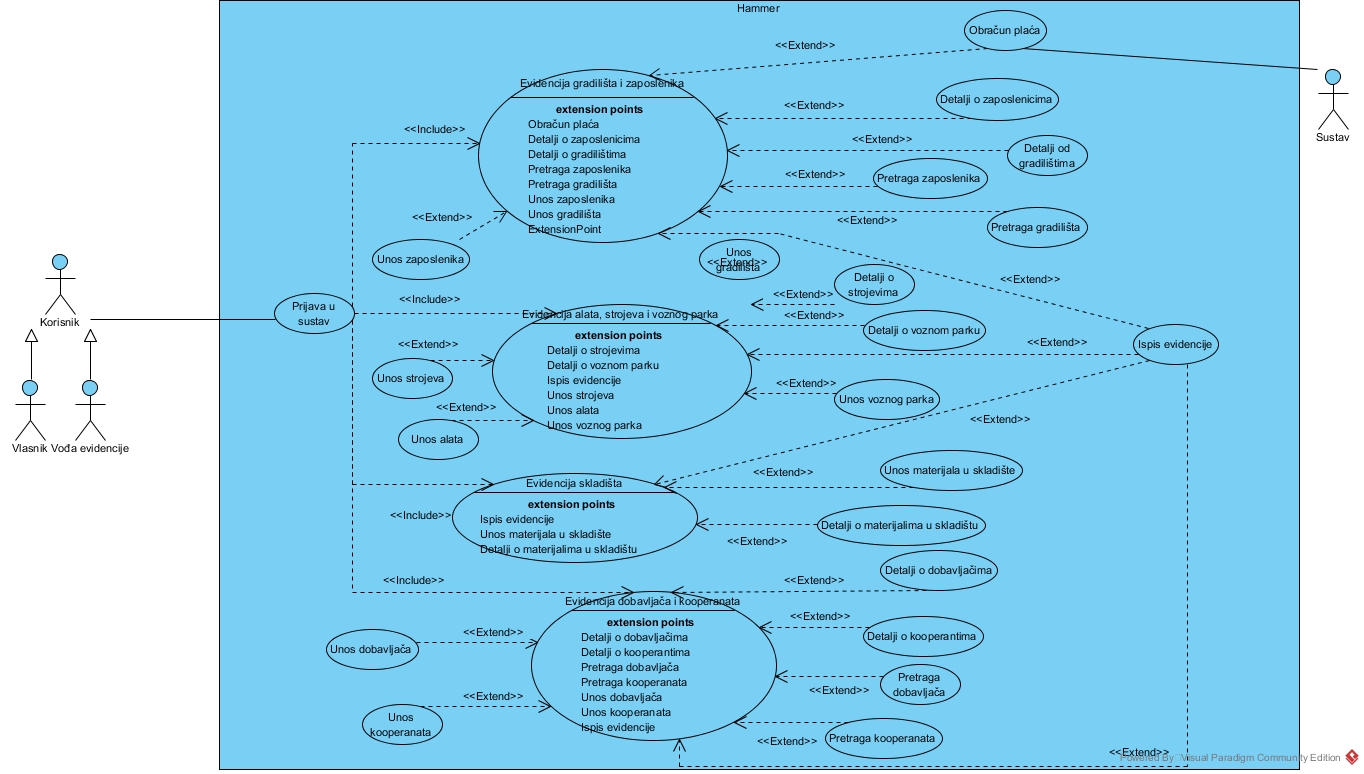 Hammer
Obračun plaća
<<Extend>>
Evidencija gradilišta i zaposlenika
extension points
Obračun plaća
Detalji o zaposlenicima
Detalji o gradilištima
Pretraga zaposlenika
Pretraga gradilišta
Unos zaposlenika
Unos gradilišta
ExtensionPoint
<<Extend>>
Detalji o zaposlenicima
<<Extend>>
Detalji od
gradilištima
<<Extend>>
Pretraga zaposlenika
<<Extend>>
Pretraga gradilišta
Sustav
<<Include>>
<<Extend>>
Unos zaposlenika
Unos
gradilišta
<<Extend>>
<<Extend>>
Korisnik
Vlasnik
Vođa evidencije
Prijava u
sustav
<<Include>>
Evidencija alata, strojeva i voznog parka
extension points
Detalji o strojevima
Detalji o voznom parku
Ispis evidencije
Unos strojeva
Unos alata
Unos voznog parka
<<Extend>>
Detalji o
strojevima
<<Extend>>
Detalji o voznom parku
<<Extend>>
Ispis evidencije
<<Extend>>
Unos strojeva
<<Extend>>
Unos voznog parka
<<Extend>>
Unos alata
<<Extend>>
Evidencija skladišta
extension points
Ispis evidencije
Unos materijala u skladište
Detalji o materijalima u skladištu
<<Extend>>
Unos materijala u skladište
<<Include>>
<<Extend>>
Detalji o materijalima u skladištu
<<Include>>
<<Extend>>
Detalji o dobavljačima
Evidencija dobavljača i kooperanata
extension points
Detalji o dobavljačima
Detalji o kooperantima
Pretraga dobavljača
Pretraga kooperanata
Unos dobavljača
Unos kooperanata
Ispis evidencije
<<Extend>>
Unos dobavljača
<<Extend>>
Detalji o kooperantima
<<Extend>>
Pretraga
dobavljača
<<Extend>>
Unos
kooperanata
<<Extend>>
Pretraga kooperanata
<<Extend>>
Powered By Visual Paradigm Community Edition